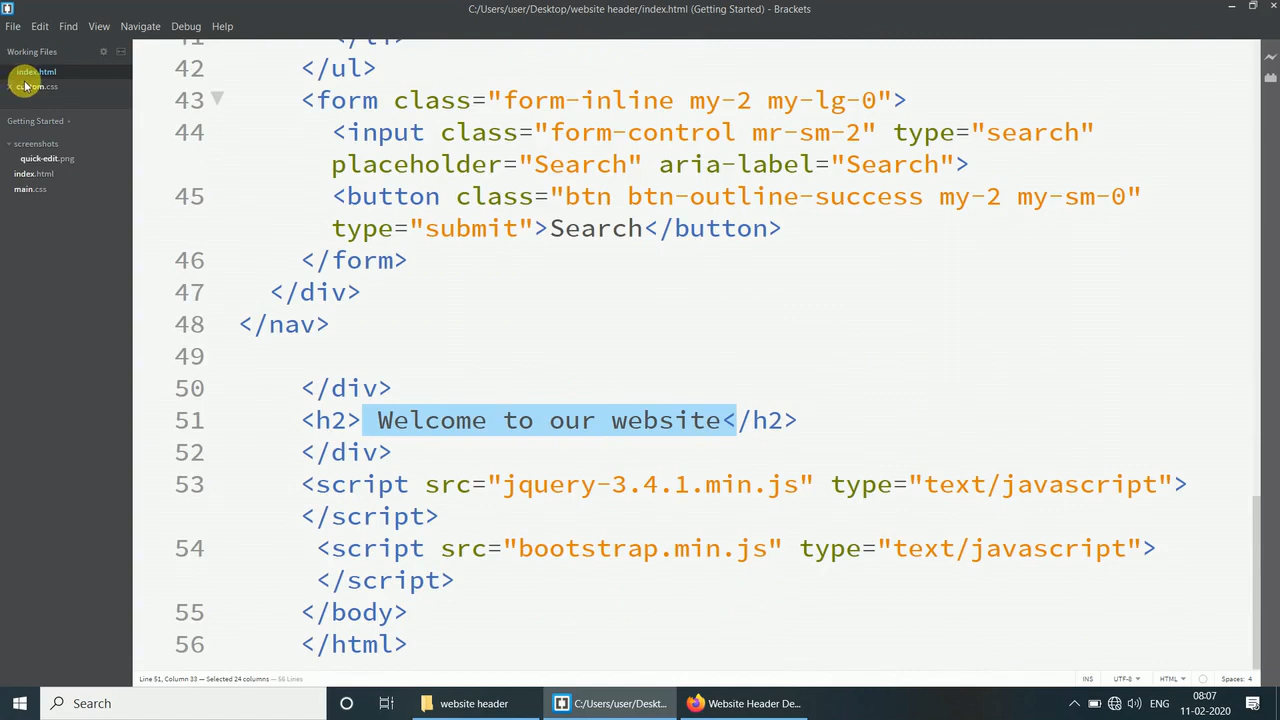 C:/Users/user/Desktop/website header/index.html (Getting Started) - Brackets
File Edit Find View Navigate Debug Help
Working Files
index.html
custom.css
Getting Started
screenshots
quick-edit.png
index.html
main.css
42 </ul>
43 <form class="form-inline my-2 my-lg-0">
44 <input class="form-control mr-sm-2" type="search"
placeholder="Search" aria-label="Search">
45 <button class="btn btn-outline-success my-2 my-sm-0"
type="submit">Search</button>
46 </form>
47 </div>
48 </nav>
49
50 </div>
51 <h2> Welcome to our website</h2>
52 </div>
53 <script src="jquery-3.4.1.min.js" type="text/javascript">
</script>
54 <script src="bootstrap.min.js" type="text/javascript">
</script>
55 </body>
56 </html>
Line 51, Column 33 — Selected 24 columns — 56 Lines
INS UTF-8 HTML Spaces: 4
Search
website header
C:/Users/user/Deskt...
Website Header De...
ENG
08:07
11-02-2020